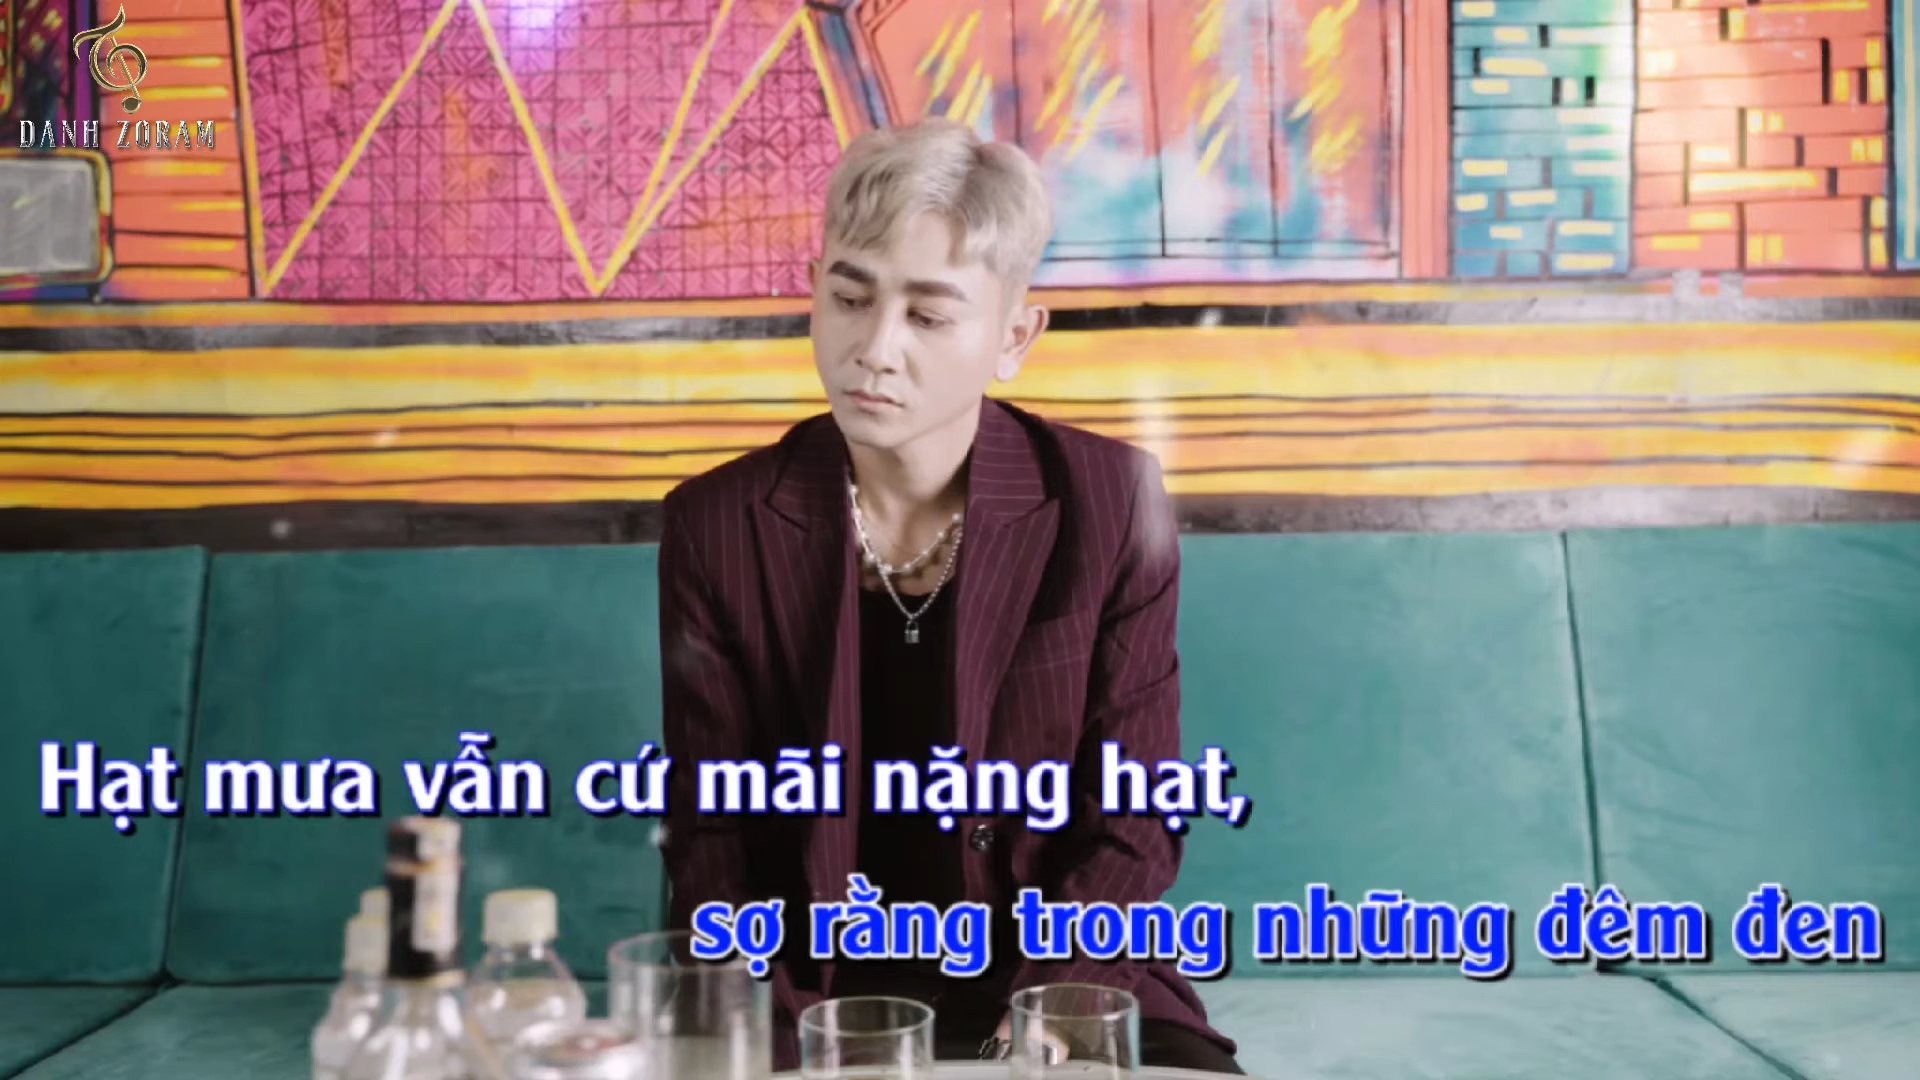 DANH ZORAM
Hạt mưa vẫn cứ mãi nặng hạt,
sợ rằng trong những đêm đen